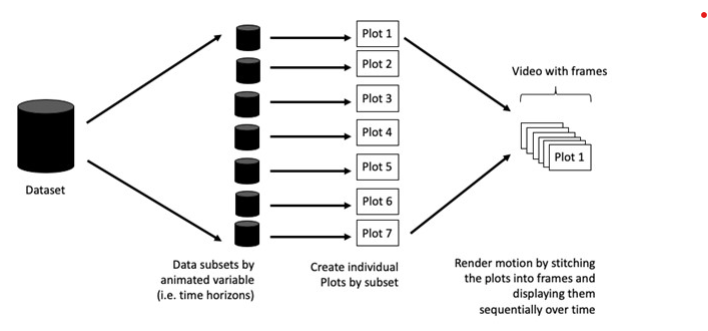 Plot 1
Plot 2
Plot 3
Plot 4
Plot 5
Plot 6
Plot 7
Video with frames
Plot 1
Dataset
Data subsets by
animated variable
(i.e. time horizons)
Create individual
Plots by subset
Render motion by stitching
the plots into frames and
displaying them
sequentially over time